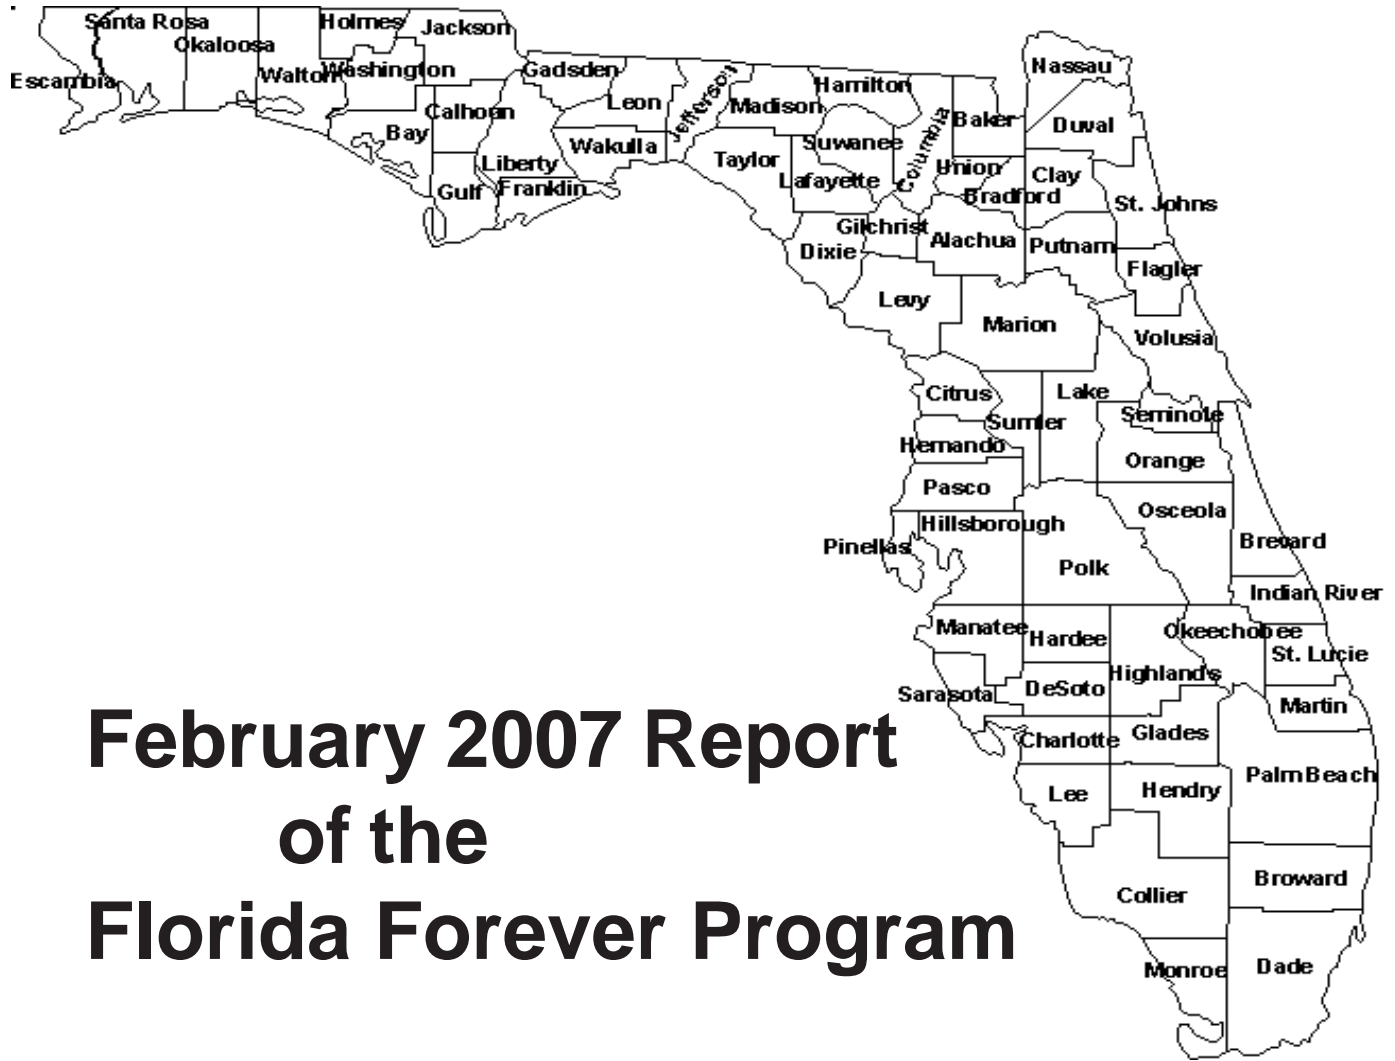 Holmes
Santa Rosa
Jackson
Okaloosa
Escambia
Walton
Washington
Gadsden
Nassau
Jefferson
Hamilton
Leon
Madison
Calhoun
Columbia
Baker
Duval
Bay
Wakulla
Suwanee
Liberty
Taylor
Union
Clay
Lafayette
Gulf
Franklin
Bradford
St. Johns
Gilchrist
Dixie
Alachua
Putnam
Flagler
Levy
Marion
Volusia
Citrus
Lake
Sumter
Seminole
Hernando
Orange
Pasco
Osceola
Hillsborough
Pinellas
Brevard
Polk
Indian River
Manatee
Hardee
Okeechobee
St. Lucie
Highlands
DeSoto
Sarasota
Martin
Charlotte
Glades
Palm Beach
Lee
Hendry
Broward
Collier
Monroe
Dade
February 2007 Report
of the
Florida Forever Program